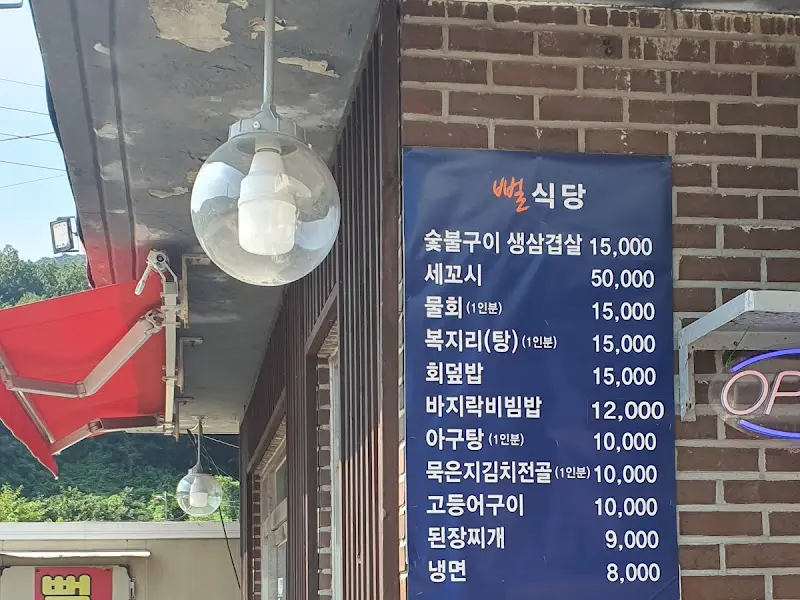 뻘식당
숯불구이 생삼겹살 15,000
세꼬시 50,000
물회(1인분) 15,000
복지리(탕)(1인분) 15,000
회덮밥 15,000
바지락비빔밥 12,000
아구탕(1인분) 10,000
묵은지김치전골(1인분) 10,000
고등어구이 10,000
된장찌개 9,000
냉면 8,000
OP
뻘